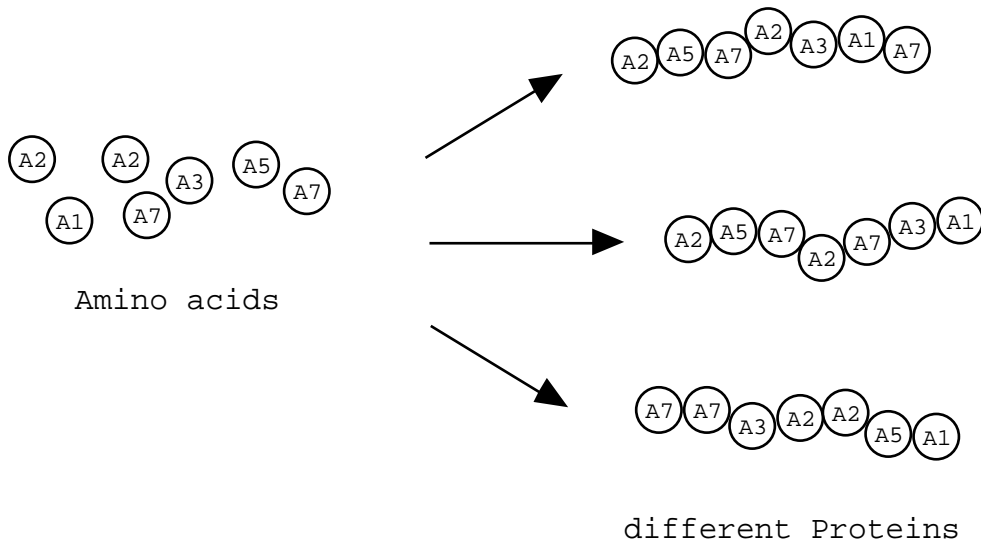 A2 A5 A7 A2 A3 A1 A7
A2 A2 A3 A5 A7
A1 A7
Amino acids
A2 A5 A7 A2 A7 A3 A1
A7 A7 A3 A2 A2 A5 A1
different Proteins